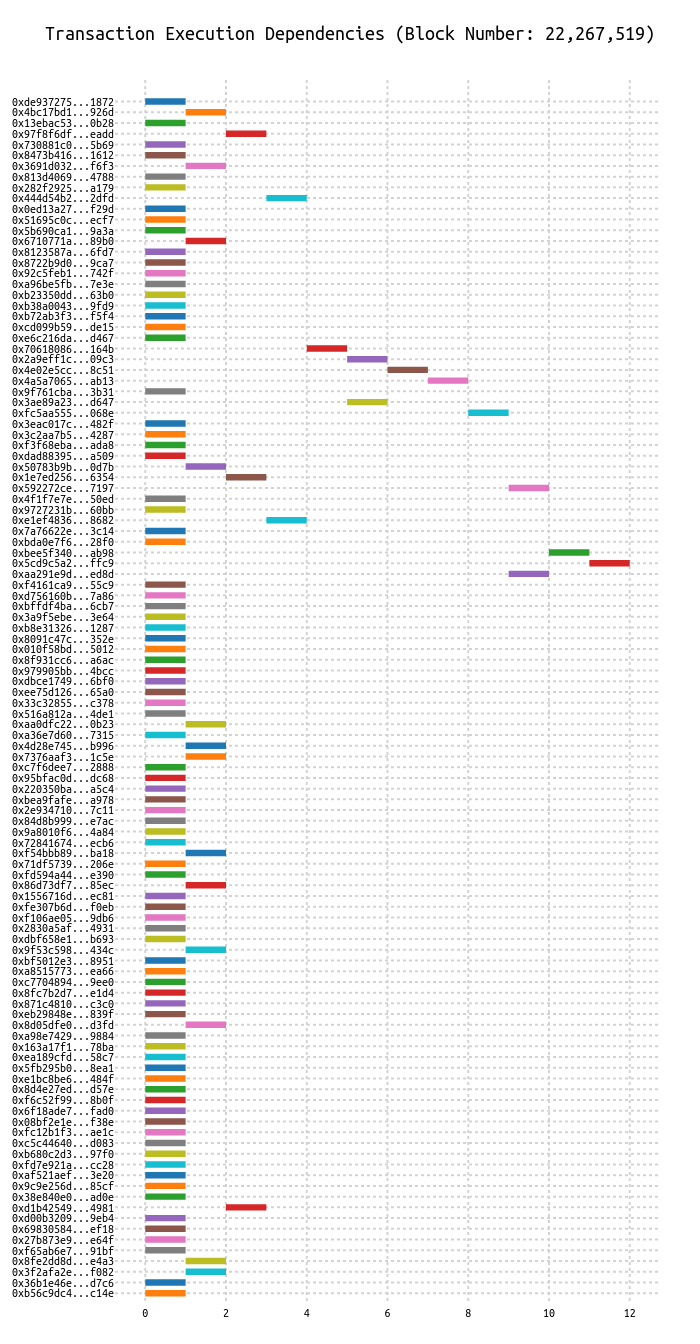 Transaction Execution Dependencies (Block Number: 22,267,519)
0xde937275...1872
0x4bc17bd1...926d
0x13ebac53...0b28
0x97f8f6df...eadd
0x730881c0...5b69
0x8473b416...1612
0x3691d032...f6f3
0x813d4069...4788
0x282f2925...a179
0x444d54b2...2dfd
0x0ed13a27...f29d
0x51695c0c...ecf7
0x5b690ca1...9a3a
0x6710771a...89b0
0x8123587a...6fd7
0x8722b9d0...9ca7
0x92c5feb1...742f
0xa96be5fb...7e3e
0xb23350dd...63b0
0xb38a0043...9fd9
0xb72ab3f3...f5f4
0xcd099b59...de15
0xe6c216da...d467
0x70618086...164b
0x2a9eff1c...09c3
0x4e02e5cc...8c51
0x4a5a7065...ab13
0x9f761cba...3b31
0x3ae89a23...d647
0xfc5aa555...068e
0x3eac017c...482f
0x3c2aa7b5...4287
0xf3f68eba...ada8
0xdad88395...a509
0x50783b9b...0d7b
0x1e7ed256...6354
0x592272ce...7197
0x4f1f7e7e...50ed
0x9727231b...60bb
0xe1ef4836...8682
0x7a76622e...3c14
0xbda0e7f6...28f0
0xbee5f340...ab98
0x5cd9c5a2...ffc9
0xaa291e9d...ed8d
0xf4161ca9...55c9
0xd756160b...7a86
0xbffdf4ba...6cb7
0x3a9f5ebe...3e64
0xb8e31326...1287
0x8091c47c...352e
0x010f58bd...5012
0x8f931cc6...a6ac
0x979905bb...4bcc
0xdbce1749...6bf0
0xee75d126...65a0
0x33c32855...c378
0x516a812a...4de1
0xaa0dfc22...0b23
0xa36e7d60...7315
0x4d28e745...b996
0x7376aaf3...1c5e
0xc7f6dee7...2888
0x95bfac0d...dc68
0x220350ba...a5c4
0xbea9fafe...a978
0x2e934710...7c11
0x84d8b999...e7ac
0x9a8010f6...4a84
0x72841674...ecb6
0xf54bbb89...ba18
0x71df5739...206e
0xfd594a44...e390
0x86d73df7...85ec
0x1556716d...ec81
0xfe307b6d...f0eb
0xf106ae05...9db6
0x2830a5af...4931
0xdbf658e1...b693
0x9f53c598...434c
0xbf5012e3...8951
0xa8515773...ea66
0xc7704894...9ee0
0x8fc7b2d7...e1d4
0x871c4810...c3c0
0xeb29848e...839f
0x8d05dfe0...d3fd
0xa98e7429...9884
0x163a17f1...78ba
0xea189cfd...58c7
0x5fb295b0...8ea1
0xe1bc8be6...484f
0x8d4e27ed...d57e
0xf6c52f99...8b0f
0x6f18ade7...fad0
0x08bf2e1e...f38e
0xfc12b1f3...ae1c
0xc5c44640...d083
0xb680c2d3...97f0
0xfd7e921a...cc28
0xaf521aef...3e20
0x9c9e256d...85cf
0x38e840e0...ad0e
0xd1b42549...4981
0xd00b3209...9eb4
0x69830584...ef18
0x27b873e9...e64f
0xf65ab6e7...91bf
0x8fe2dd8d...e4a3
0x3f2afa2e...f082
0x36b1e46e...d7c6
0xb56c9dc4...c14e
0 2 4 6 8 10 12